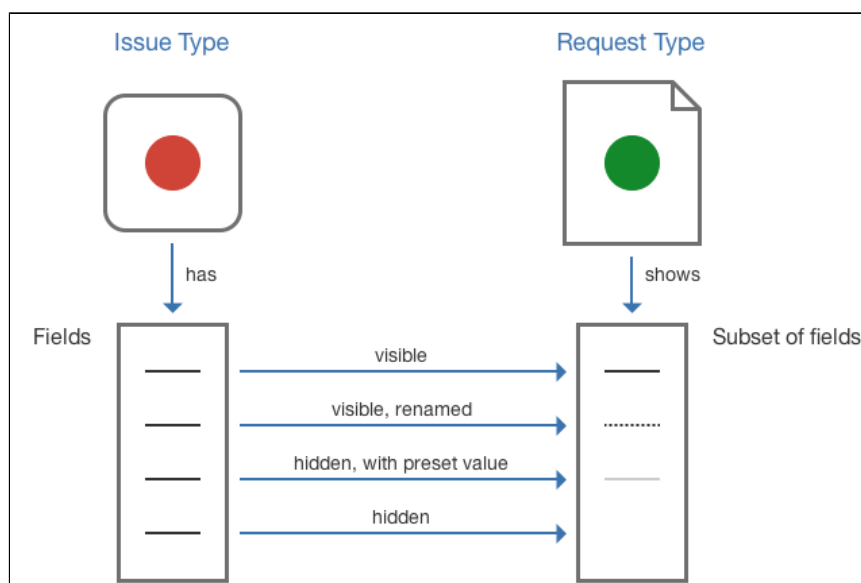 Issue Type
Request Type
has
shows
Fields
Subset of fields
visible
visible, renamed
hidden, with preset value
hidden